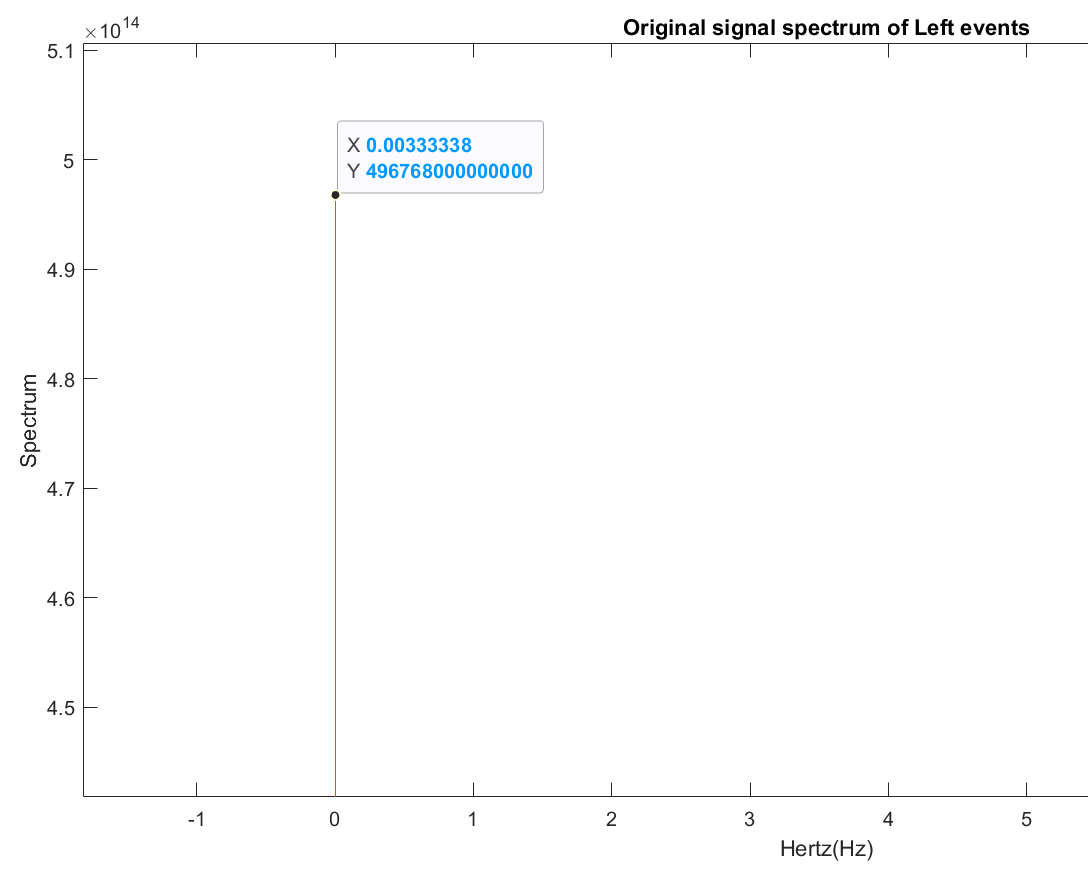 ×10^14
Original signal spectrum of Left events
5.1
5
4.9
4.8
4.7
4.6
4.5
Spectrum
X 0.00333338
Y 496768000000000
-1 0 1 2 3 4 5
Hertz(Hz)